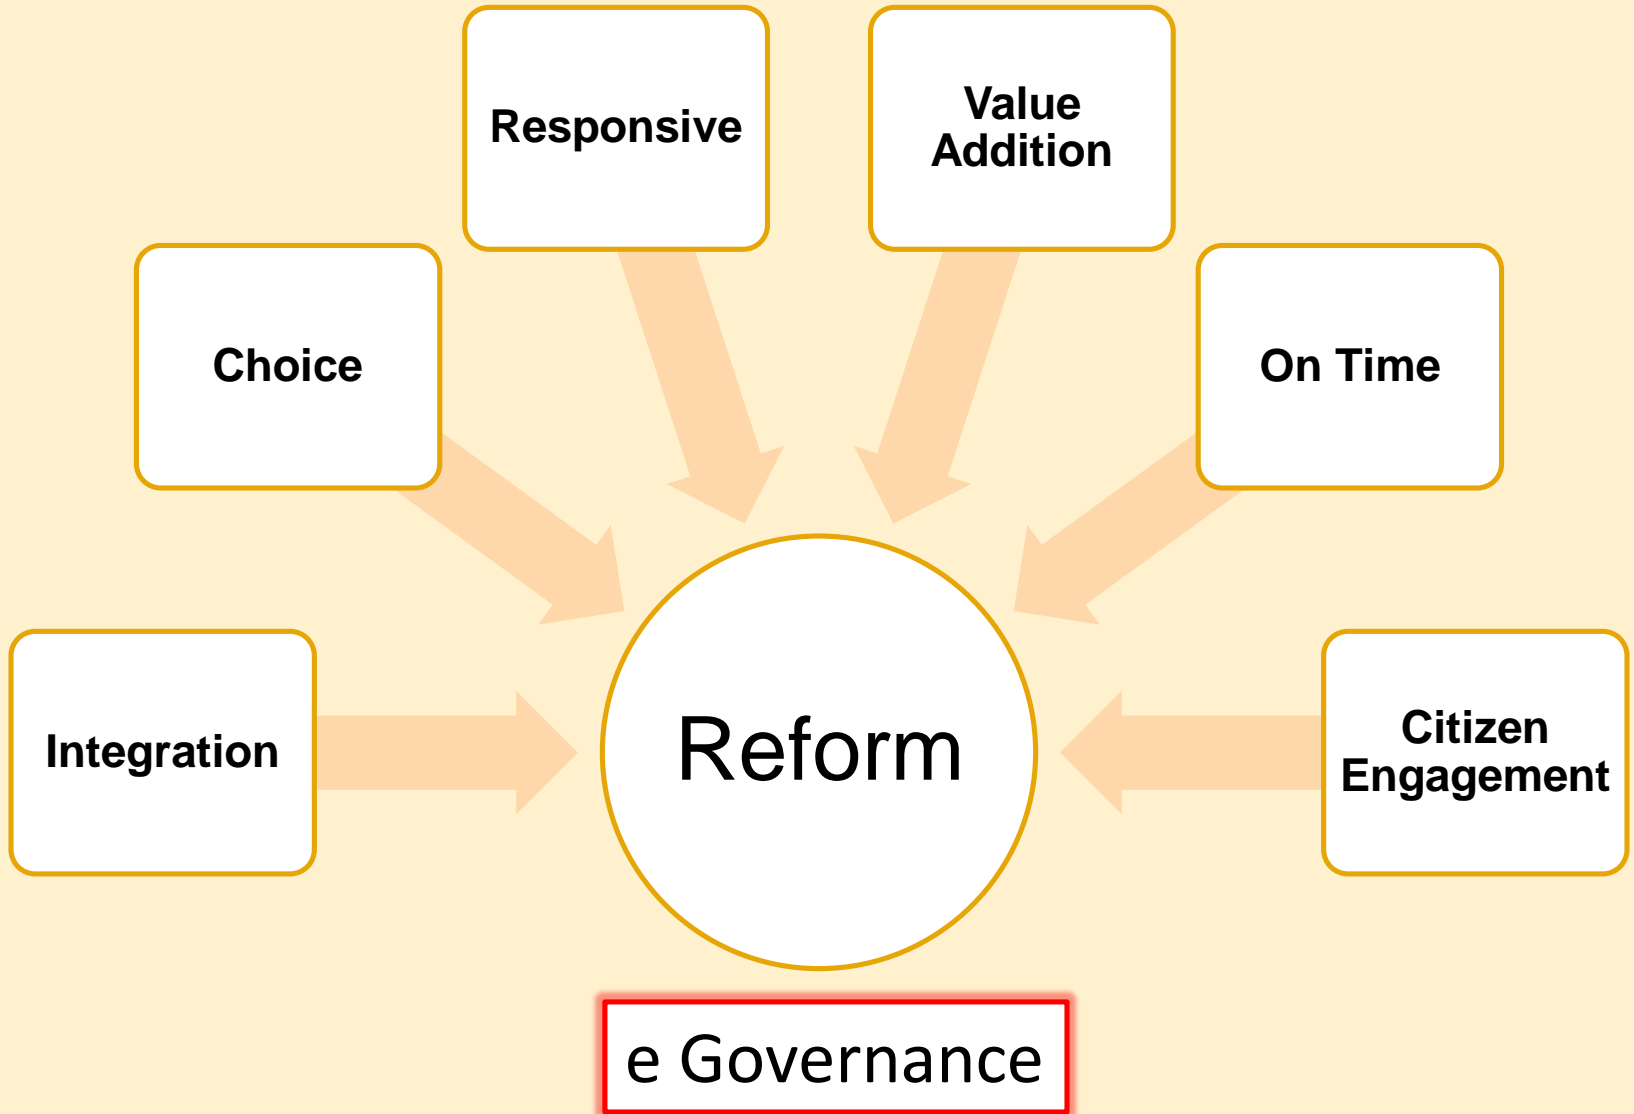 Responsive
Value
Addition
Choice
On Time
Integration
Reform
Citizen
Engagement
e Governance